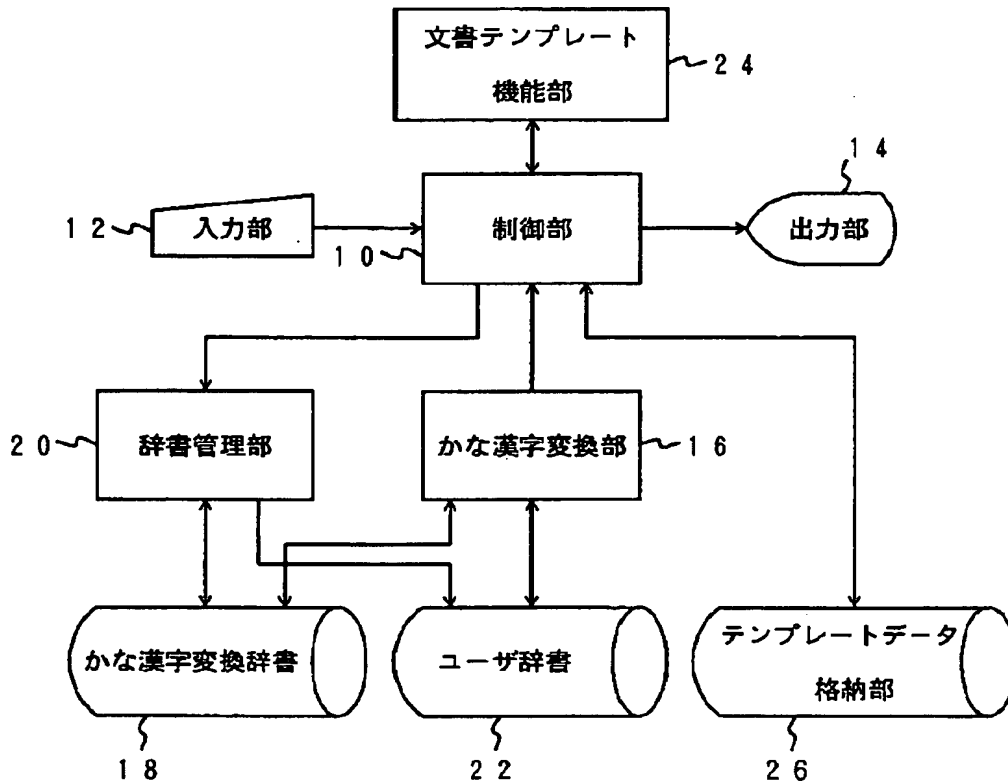 文書テンプレート
機能部
24
14
12
入力部
制御部
出力部
10
20
辞書管理部
かな漢字変換部
16
かな漢字変換辞書
ユーザ辞書
テンプレートデータ
格納部
18
22
26